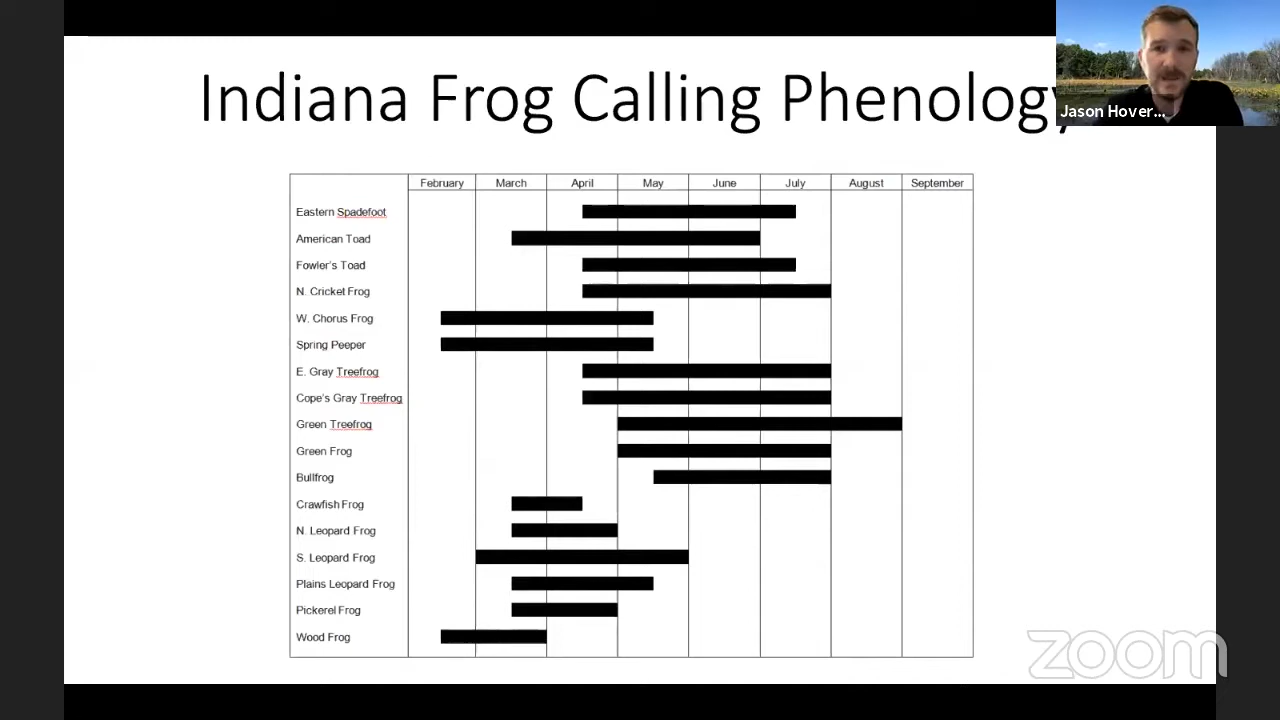 Indiana Frog Calling Phenology
Jason Hover...
February March April May June July August September
Eastern Spadefoot
American Toad
Fowler's Toad
N. Cricket Frog
W. Chorus Frog
Spring Peeper
E. Gray Treefrog
Cope's Gray Treefrog
Green Treefrog
Green Frog
Bullfrog
Crawfish Frog
N. Leopard Frog
S. Leopard Frog
Plains Leopard Frog
Pickerel Frog
Wood Frog
zoom